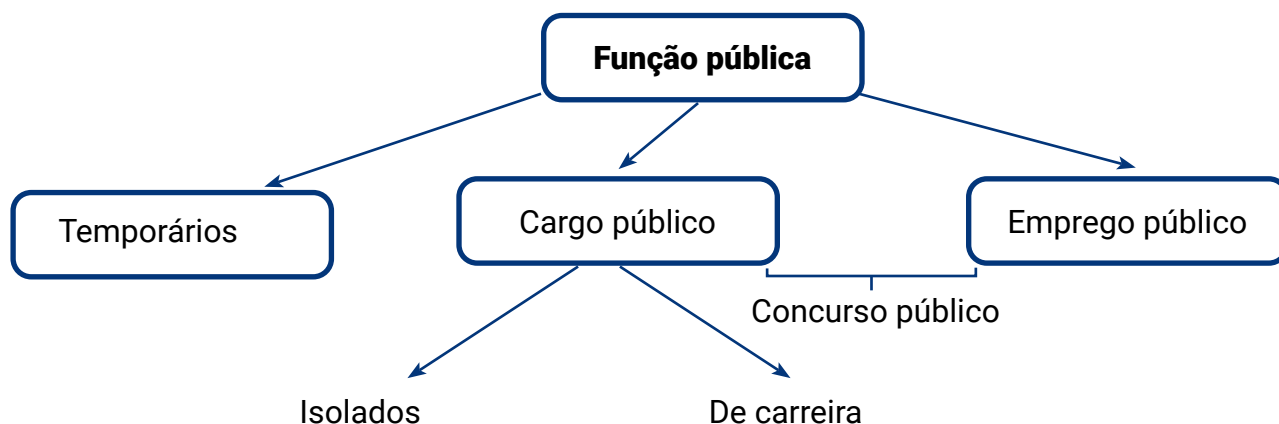 Função pública
Temporários
Cargo público
Emprego público
Concurso público
Isolados
De carreira